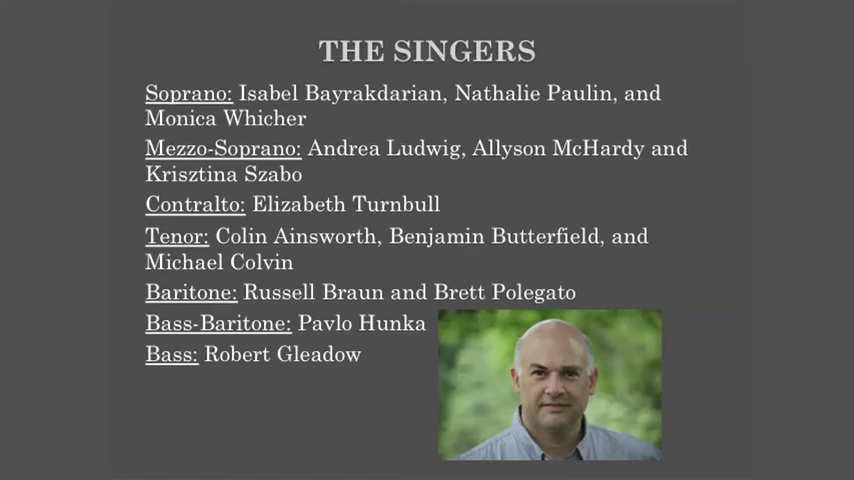 THE SINGERS
Soprano: Isabel Bayrakdarian, Nathalie Paulin, and
Monica Whicher
Mezzo-Soprano: Andrea Ludwig, Allyson McHardy and
Krisztina Szabo
Contralto: Elizabeth Turnbull
Tenor: Colin Ainsworth, Benjamin Butterfield, and
Michael Colvin
Baritone: Russell Braun and Brett Polegato
Bass-Baritone: Pavlo Hunka
Bass: Robert Gleadow